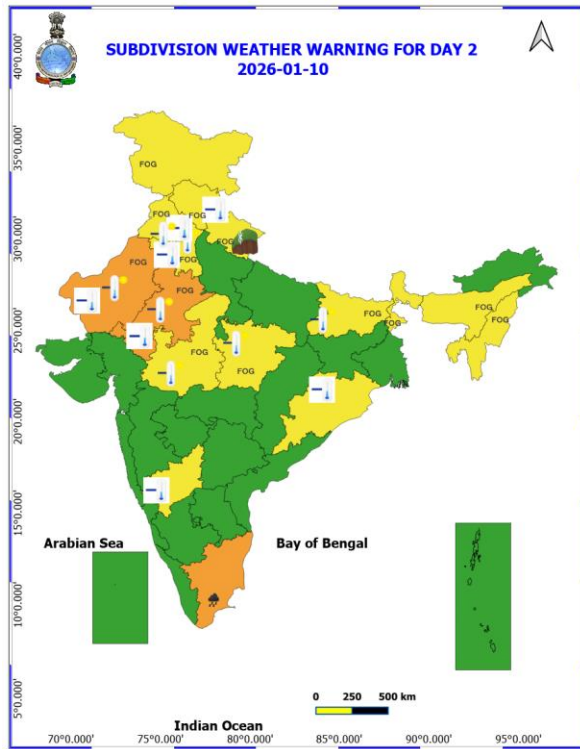 SUBDIVISION WEATHER WARNING FOR DAY 2
2026-01-10
40°0.000'
35°0.000'
30°0.000'
25°0.000'
20°0.000'
15°0.000'
10°0.000'
5°0.000'
FOG
FOG
FOG
FOG
FOG
FOG
FOG
FOG
FOG
FOG
FOG
Arabian Sea
Bay of Bengal
0 250 500 km
Indian Ocean
70°0.000' 75°0.000' 80°0.000' 85°0.000' 90°0.000' 95°0.000'